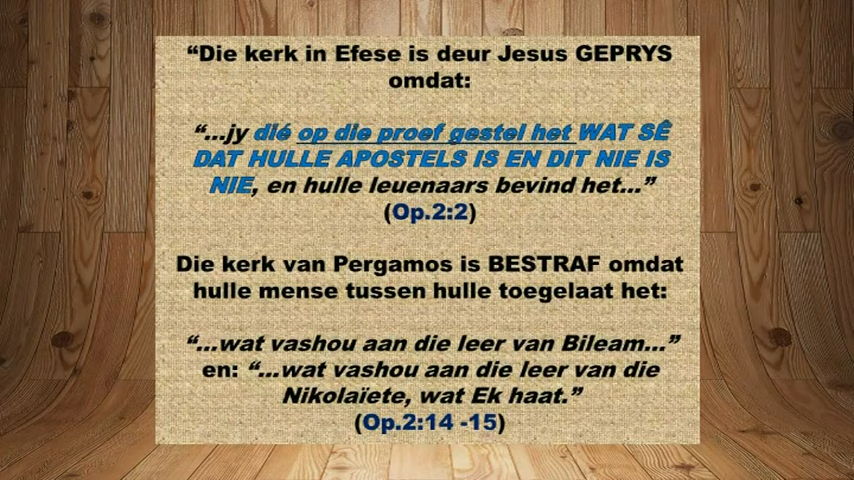 “Die kerk in Efese is deur Jesus GEPRYS
omdat:
“...jy dié op die proef gestel het WAT SÊ
DAT HULLE APOSTELS IS EN DIT NIE IS
NIE, en hulle leuenaars bevind het...”
(Op.2:2)
Die kerk van Pergamos is BESTRAF omdat
hulle mense tussen hulle toegelaat het:
“...wat vashou aan die leer van Bileam...”
en: “...wat vashou aan die leer van die
Nikolaïete, wat Ek haat.”
(Op.2:14 -15)